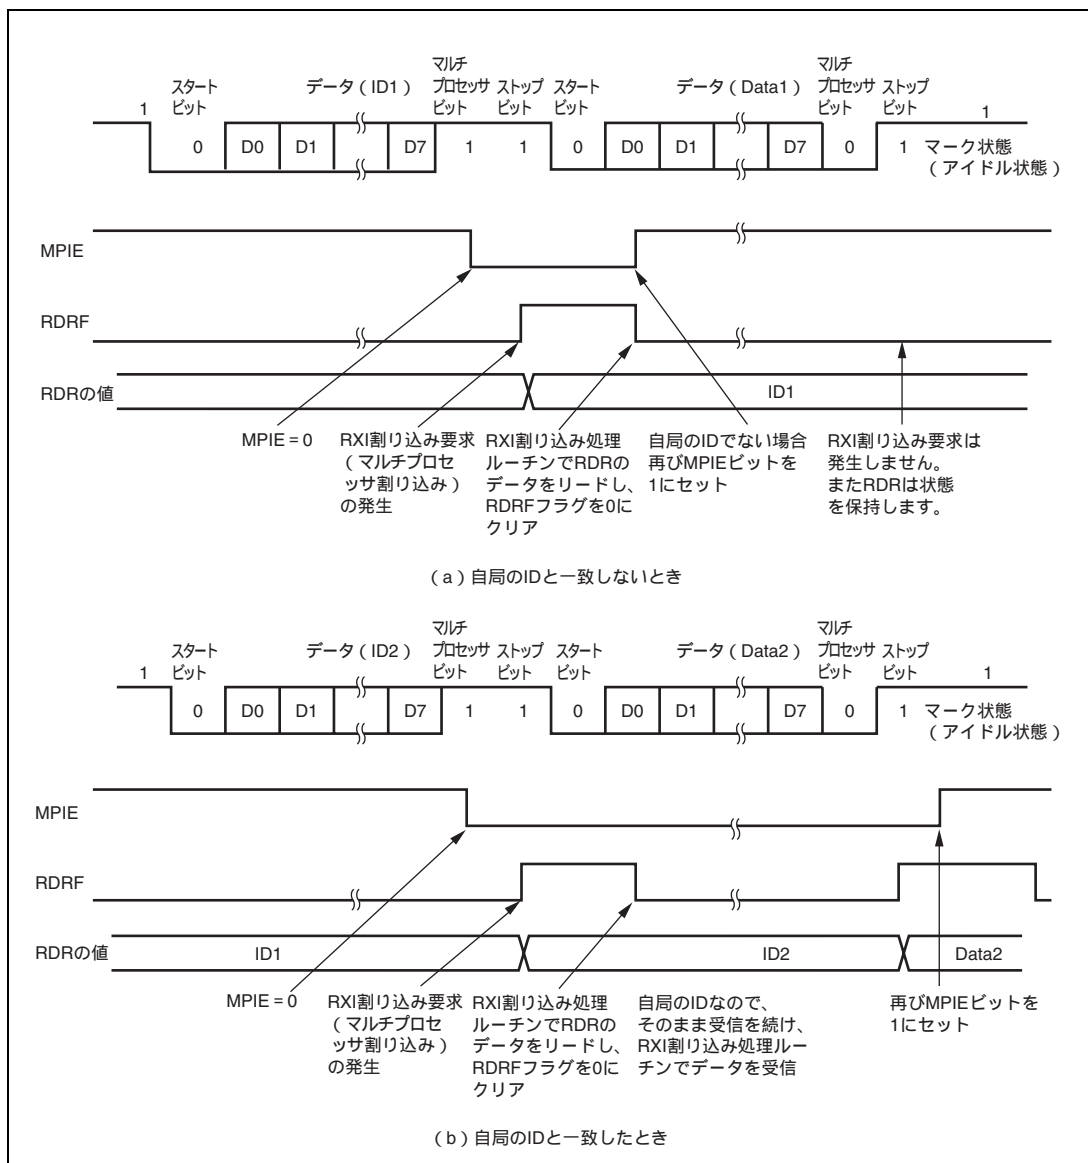 マルチ マルチ
スタート データ（ID1） プロセッサ ストップ スタート データ（Data1） プロセッサ ストップ
1 ビット ビット ビット ビット ビット ビット 1
0 D0 D1 D7 1 1 0 D0 D1 D7 0 1 マーク状態
（アイドル状態）
MPIE
RDRF
RDRの値 ID1
MPIE = 0
RXI割り込み要求
（マルチプロセ
ッサ割り込み）
の発生
RXI割り込み処理
ルーチンでRDRの
データをリードし、
RDRFフラグを0に
クリア
自局のIDでない場合
再びMPIEビットを
1にセット
RXI割り込み要求は
発生しません。
またRDRは状態
を保持します。
（a）自局のIDと一致しないとき
マルチ マルチ
スタート データ（ID2） プロセッサ ストップ スタート データ（Data2） プロセッサ ストップ
1 ビット ビット ビット ビット ビット ビット 1
0 D0 D1 D7 1 1 0 D0 D1 D7 0 1 マーク状態
（アイドル状態）
MPIE
RDRF
RDRの値 ID1 ID2 Data2
MPIE = 0
RXI割り込み要求
（マルチプロセ
ッサ割り込み）
の発生
RXI割り込み処理
ルーチンでRDRの
データをリードし、
RDRFフラグを0に
クリア
自局のIDなので、
そのまま受信を続け、
RXI割り込み処理ルー
チンでデータを受信
再びMPIEビットを
1にセット
（b）自局のIDと一致したとき